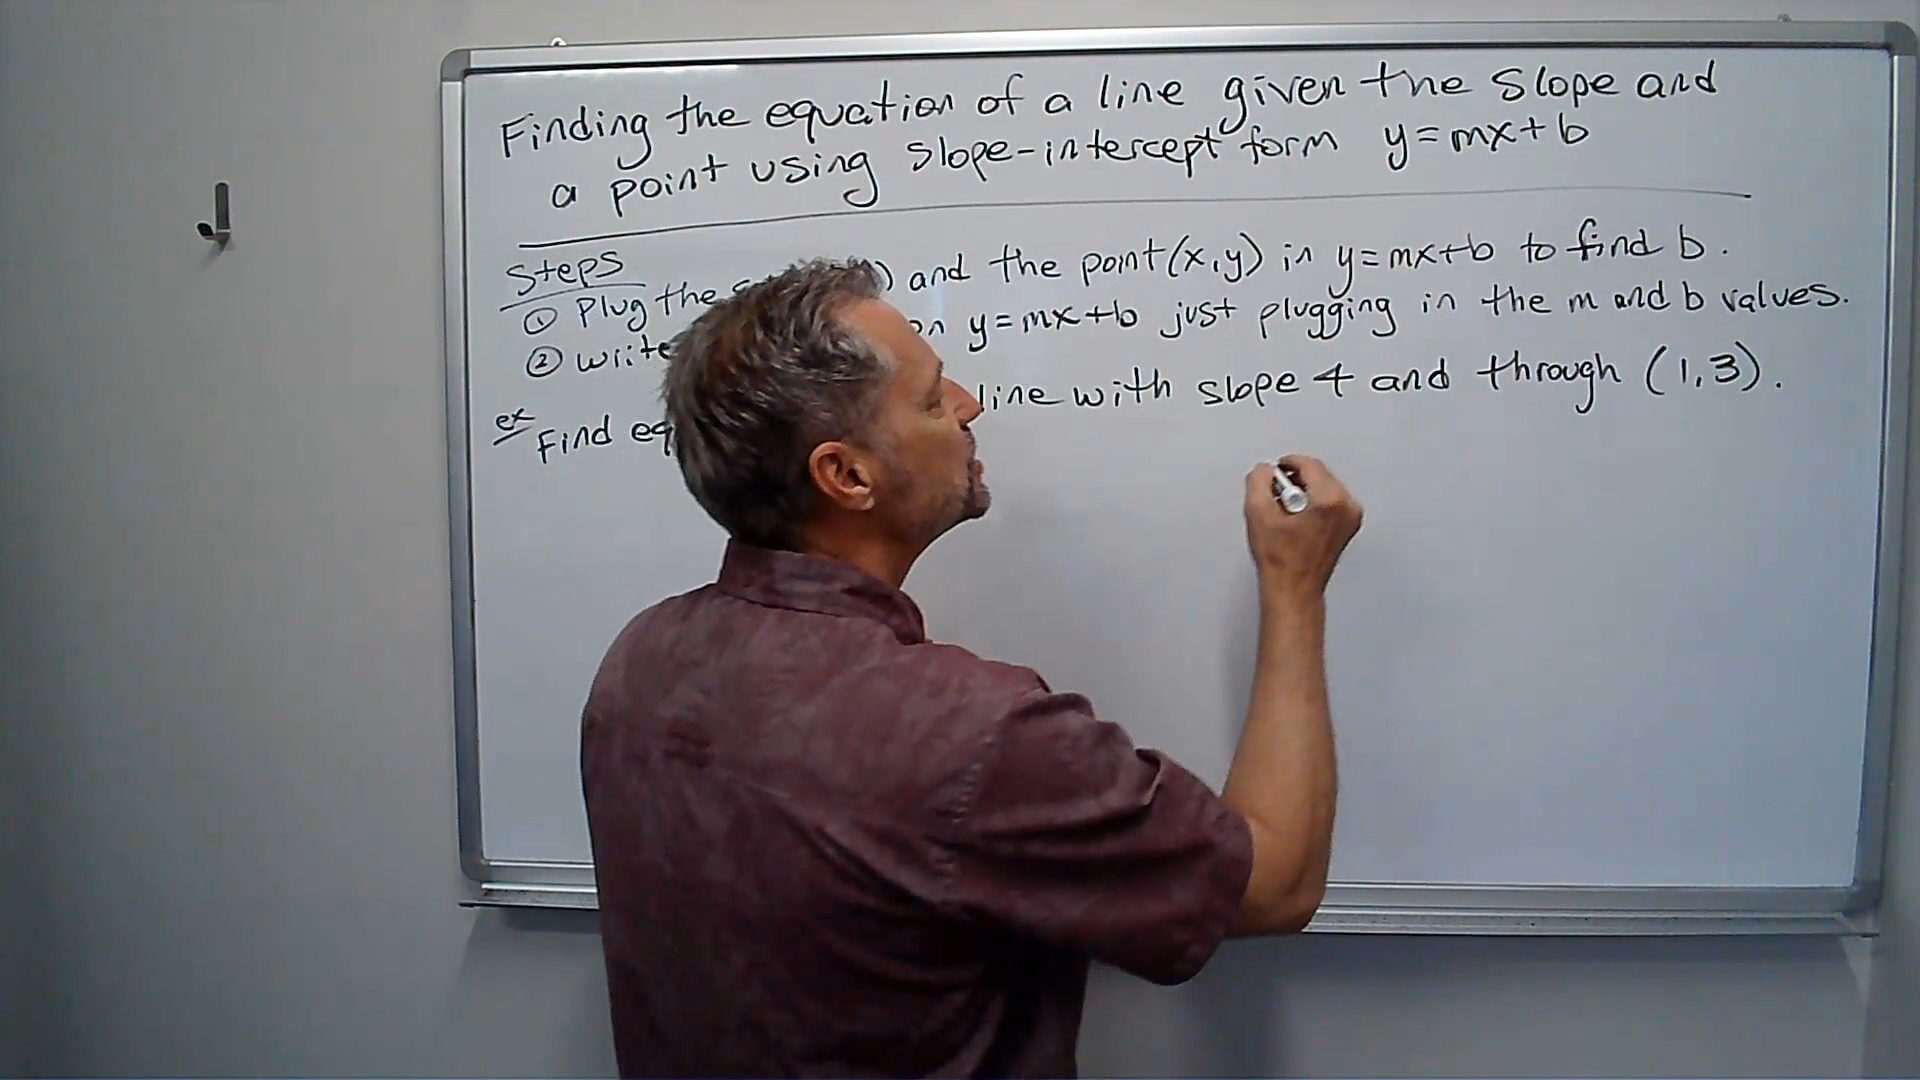 Finding the equation of a line given the slope and
a point using slope-intercept form y=mx+b
Steps
① Plug the and the point (x,y) in y=mx+b to find b.
② Write y=mx+b just plugging in the m and b values.
ex Find line with slope 4 and through (1,3).